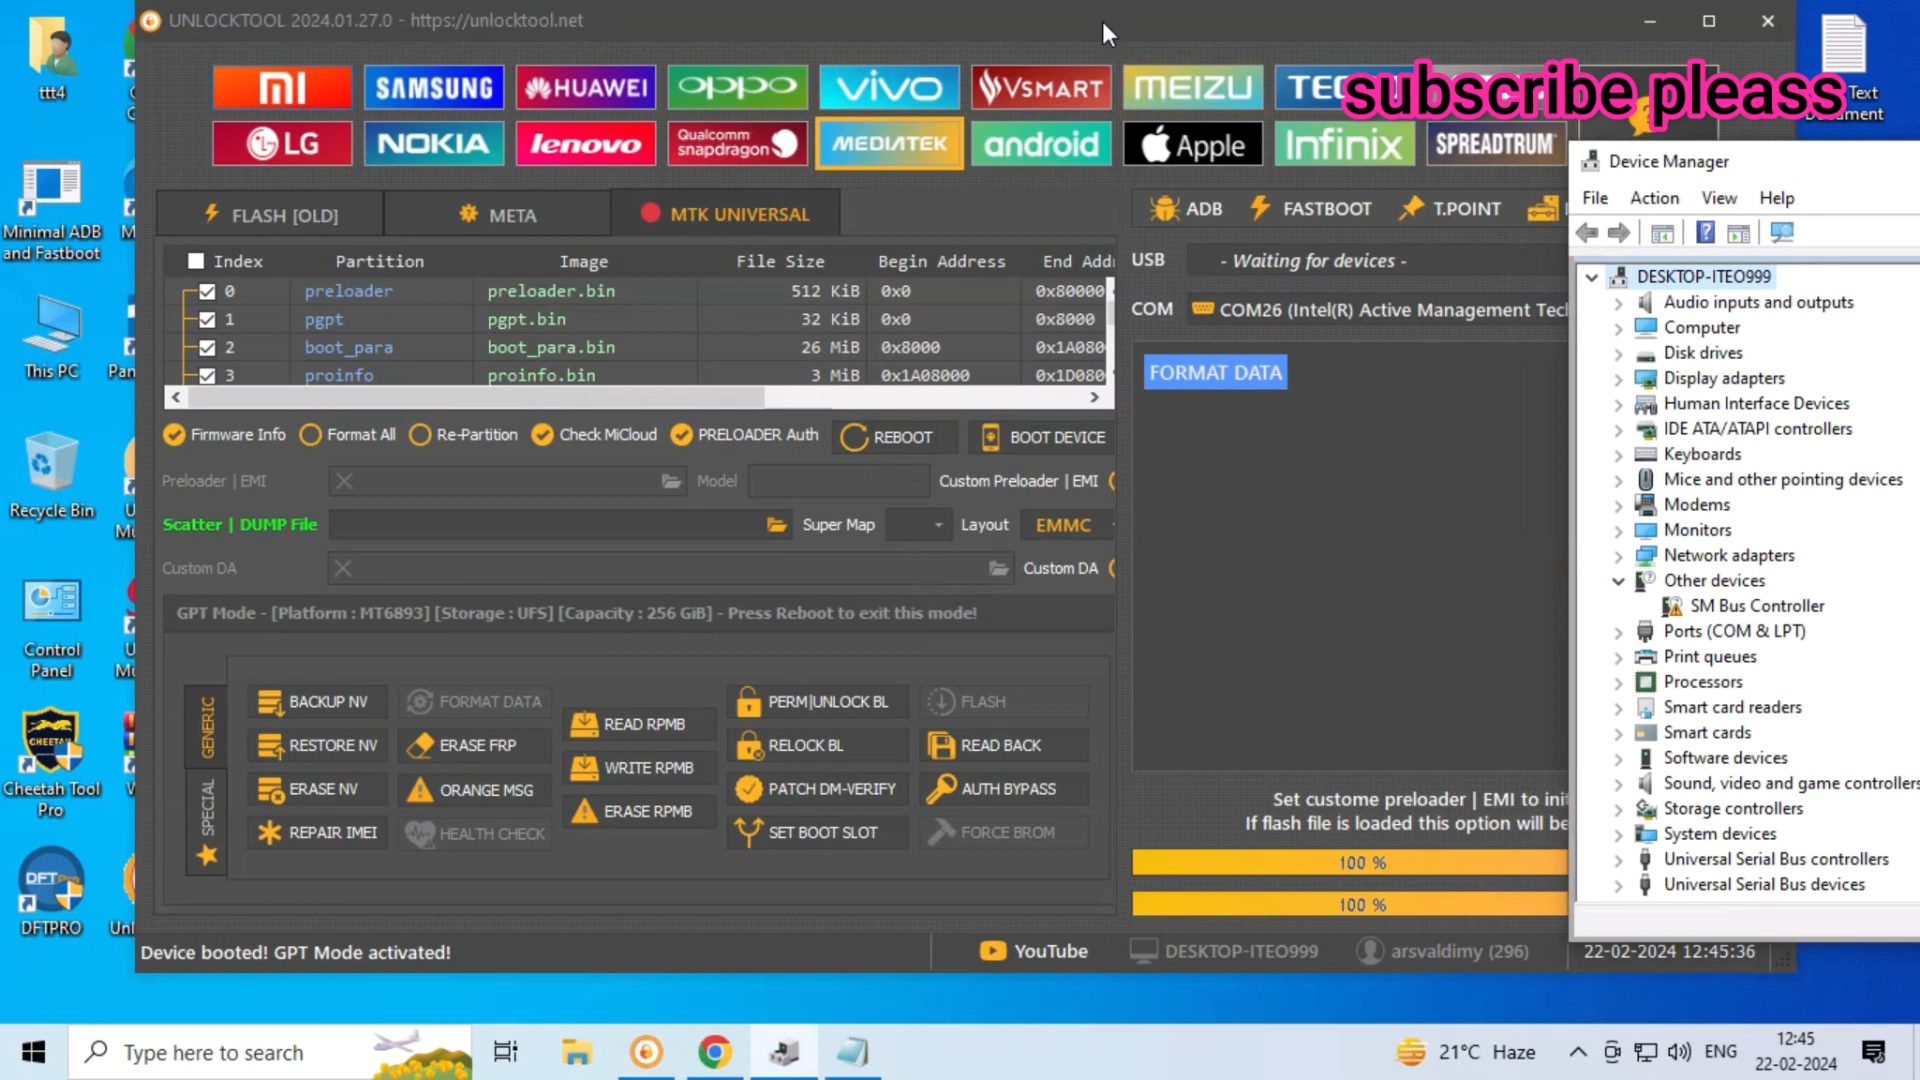 UNLOCKTOOL 2024.01.27.0 - https://unlocktool.net
ttt4
subscribe pleass
Text
Document
SAMSUNG
HUAWEI
oppo
vivo
VSMART
MEIZU
LG
NOKIA
lenovo
Qualcomm
snapdragon
MEDIATEK
android
Apple
Infinix
SPREADTRUM
FLASH [OLD]
META
MTK UNIVERSAL
ADB
FASTBOOT
T.POINT
Index Partition Image File Size Begin Address End Addr
0 preloader preloader.bin 512 KiB 0x0 0x80000
1 pgpt pgpt.bin 32 KiB 0x0 0x8000
2 boot_para boot_para.bin 26 MiB 0x8000 0x1A080
3 proinfo proinfo.bin 3 MiB 0x1A08000 0x1D080
USB - Waiting for devices -
COM COM26 (Intel(R) Active Management Tecl
FORMAT DATA
Firmware Info
Format All
Re-Partition
Check MiCloud
PRELOADER Auth
REBOOT
BOOT DEVICE
Preloader | EMI
Model
Custom Preloader | EMI
Scatter | DUMP File
Super Map
Layout
EMMC
Custom DA
Custom DA
GPT Mode - [Platform : MT6893] [Storage : UFS] [Capacity : 256 GiB] - Press Reboot to exit this mode!
GENERIC
SPECIAL
BACKUP NV
FORMAT DATA
READ RPMB
PERM|UNLOCK BL
FLASH
RESTORE NV
ERASE FRP
WRITE RPMB
RELOCK BL
READ BACK
ERASE NV
ORANGE MSG
ERASE RPMB
PATCH DM-VERIFY
AUTH BYPASS
REPAIR IMEI
HEALTH CHECK
SET BOOT SLOT
FORCE BROM
Set custome preloader | EMI to init
If flash file is loaded this option will be
100 %
100 %
Device booted! GPT Mode activated!
YouTube
DESKTOP-ITEO999
arsvaldimy (296)
22-02-2024 12:45:36
Device Manager
File Action View Help
DESKTOP-ITEO999
Audio inputs and outputs
Computer
Disk drives
Display adapters
Human Interface Devices
IDE ATA/ATAPI controllers
Keyboards
Mice and other pointing devices
Modems
Monitors
Network adapters
Other devices
SM Bus Controller
Ports (COM & LPT)
Print queues
Processors
Smart card readers
Smart cards
Software devices
Sound, video and game controllers
Storage controllers
System devices
Universal Serial Bus controllers
Universal Serial Bus devices
Minimal ADB
and Fastboot
This PC
Recycle Bin
Control
Panel
CHEETAH
Cheetah Tool
Pro
DFTPRO
Type here to search
21°C Haze
ENG
12:45
22-02-2024